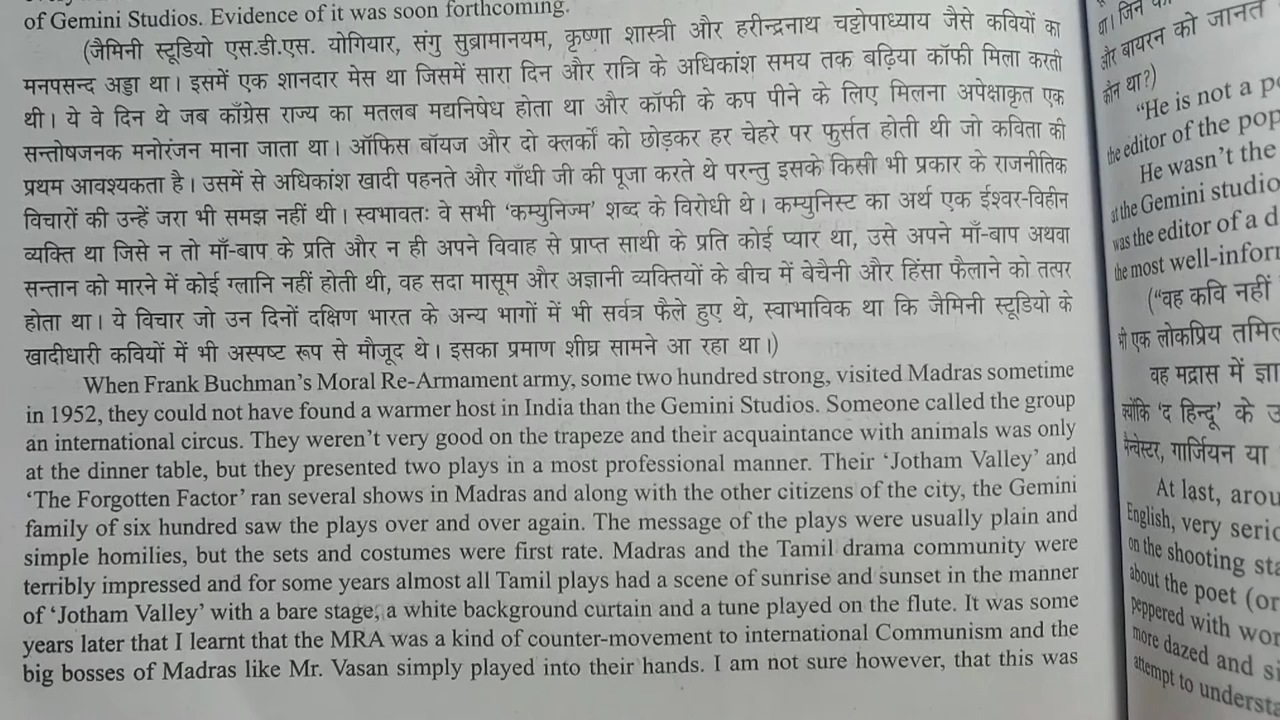 of Gemini Studios. Evidence of it was soon forthcoming.
(जैमिनी स्टूडियो एस.डी.एस. योगियार, संगु सुब्रामानयम, कृष्णा शास्त्री और हरीन्द्रनाथ चट्टोपाध्याय जैसे कवियों का
मनपसन्द अड्डा था। इसमें एक शानदार मेस था जिसमें सारा दिन और रात्रि के अधिकांश समय तक बढ़िया कॉफी मिला करती
थी। ये वे दिन थे जब काँग्रेस राज्य का मतलब मद्यनिषेध होता था और कॉफी के कप पीने के लिए मिलना अपेक्षाकृत एक
सन्तोषजनक मनोरंजन माना जाता था। ऑफिस बॉयज और दो क्लर्कों को छोड़कर हर चेहरे पर फुर्सत होती थी जो कविता की
प्रथम आवश्यकता है। उसमें से अधिकांश खादी पहनते और गाँधी जी की पूजा करते थे परन्तु इसके किसी भी प्रकार के राजनीतिक
विचारों की उन्हें जरा भी समझ नहीं थी। स्वभावतः वे सभी 'कम्युनिज्म' शब्द के विरोधी थे। कम्युनिस्ट का अर्थ एक ईश्वर-विहीन
व्यक्ति था जिसे न तो माँ-बाप के प्रति और न ही अपने विवाह से प्राप्त साथी के प्रति कोई प्यार था, उसे अपने माँ-बाप अथवा
सन्तान को मारने में कोई ग्लानि नहीं होती थी, वह सदा मासूम और अज्ञानी व्यक्तियों के बीच में बेचैनी और हिंसा फैलाने को तत्पर
होता था। ये विचार जो उन दिनों दक्षिण भारत के अन्य भागों में भी सर्वत्र फैले हुए थे, स्वाभाविक था कि जैमिनी स्टूडियो के
खादीधारी कवियों में भी अस्पष्ट रूप से मौजूद थे। इसका प्रमाण शीघ्र सामने आ रहा था।)
When Frank Buchman's Moral Re-Armament army, some two hundred strong, visited Madras sometime
in 1952, they could not have found a warmer host in India than the Gemini Studios. Someone called the group
an international circus. They weren't very good on the trapeze and their acquaintance with animals was only
at the dinner table, but they presented two plays in a most professional manner. Their 'Jotham Valley' and
'The Forgotten Factor' ran several shows in Madras and along with the other citizens of the city, the Gemini
family of six hundred saw the plays over and over again. The message of the plays were usually plain and
simple homilies, but the sets and costumes were first rate. Madras and the Tamil drama community were
terribly impressed and for some years almost all Tamil plays had a scene of sunrise and sunset in the manner
of 'Jotham Valley' with a bare stage, a white background curtain and a tune played on the flute. It was some
years later that I learnt that the MRA was a kind of counter-movement to international Communism and the
big bosses of Madras like Mr. Vasan simply played into their hands. I am not sure however, that this was
था। जिन
और बायरन को जानते
कौन था?)
"He is not a
the editor of the
He wasn't the
at the Gemini studio
was the editor of a
the most
("वह कवि नहीं
भी एक लोकप्रिय
वह मद्रास में
क्योंकि 'द हिन्दू' के
मैन्चेस्टर, गार्जियन या
At last,
English, very
on the shooting
about the poet (or
peppered with
more dazed and
attempt to